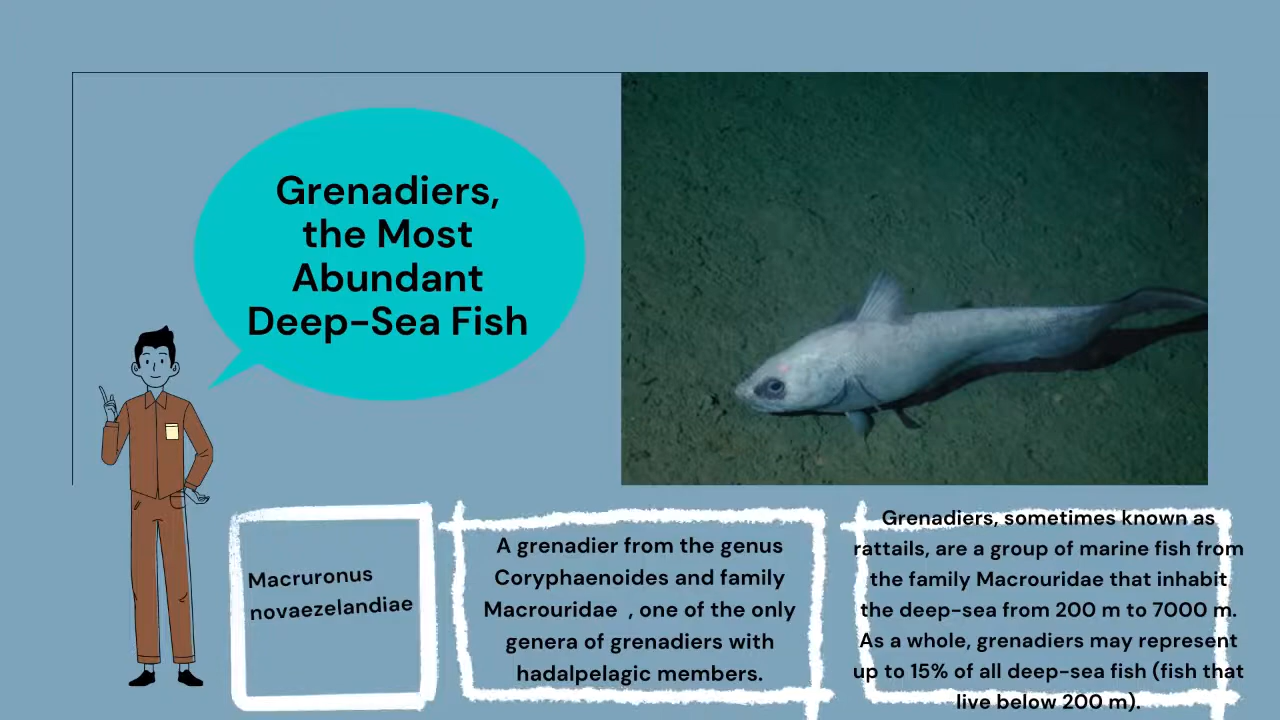 Grenadiers,
the Most
Abundant
Deep-Sea Fish
Macruronus
novaezelandiae
A grenadier from the genus
Coryphaenoides and family
Macrouridae , one of the only
genera of grenadiers with
hadalpelagic members.
Grenadiers, sometimes known as
rattails, are a group of marine fish from
the family Macrouridae that inhabit
the deep-sea from 200 m to 7000 m.
As a whole, grenadiers may represent
up to 15% of all deep-sea fish (fish that
live below 200 m).